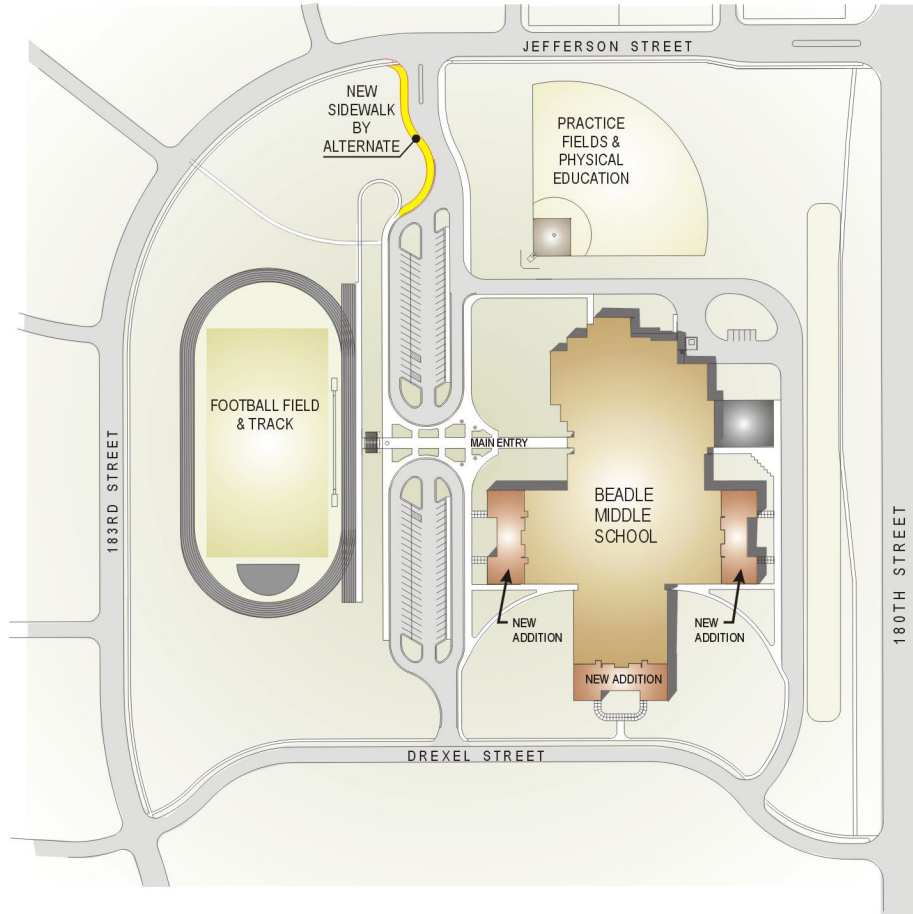 JEFFERSON STREET
NEW
SIDEWALK
BY
ALTERNATE
PRACTICE
FIELDS &
PHYSICAL
EDUCATION
FOOTBALL FIELD
& TRACK
MAIN ENTRY
183RD STREET
BEADLE
MIDDLE
SCHOOL
180TH STREET
NEW
ADDITION
NEW
ADDITION
NEW ADDITION
DREXEL STREET